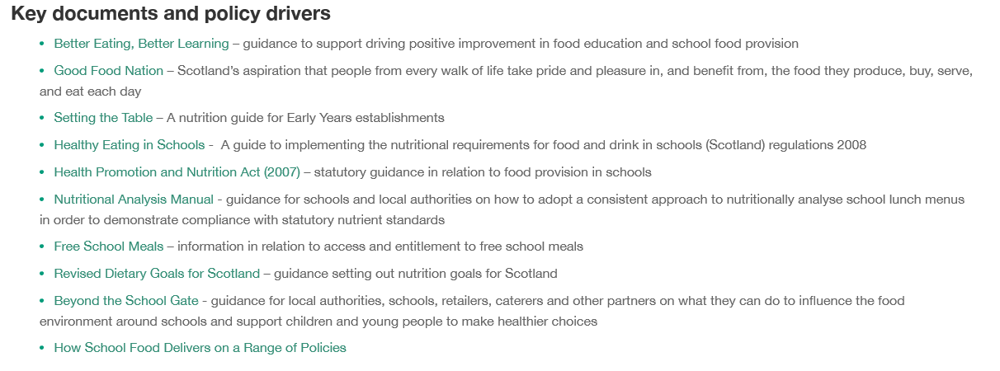 Key documents and policy drivers
• Better Eating, Better Learning – guidance to support driving positive improvement in food education and school food provision
• Good Food Nation – Scotland’s aspiration that people from every walk of life take pride and pleasure in, and benefit from, the food they produce, buy, serve,
and eat each day
• Setting the Table – A nutrition guide for Early Years establishments
• Healthy Eating in Schools -  A guide to implementing the nutritional requirements for food and drink in schools (Scotland) regulations 2008
• Health Promotion and Nutrition Act (2007) – statutory guidance in relation to food provision in schools
• Nutritional Analysis Manual - guidance for schools and local authorities on how to adopt a consistent approach to nutritionally analyse school lunch menus
in order to demonstrate compliance with statutory nutrient standards
• Free School Meals – information in relation to access and entitlement to free school meals
• Revised Dietary Goals for Scotland – guidance setting out nutrition goals for Scotland
• Beyond the School Gate - guidance for local authorities, schools, retailers, caterers and other partners on what they can do to influence the food
environment around schools and support children and young people to make healthier choices
• How School Food Delivers on a Range of Policies